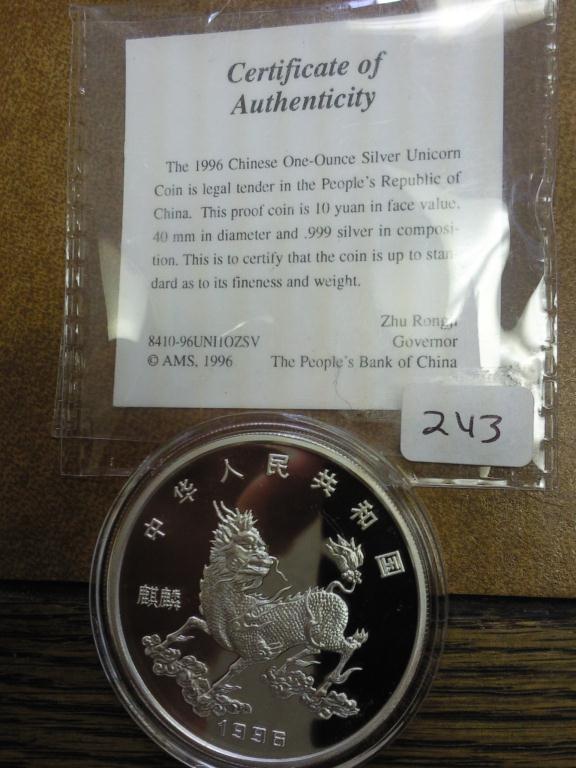 Certificate of
Authenticity
The 1996 Chinese One-Ounce Silver Unicorn
Coin is legal tender in the People's Republic of
China. This proof coin is 10 yuan in face value,
40 mm in diameter and .999 silver in composi-
tion. This is to certify that the coin is up to stan-
dard as to its fineness and weight.
Zhu Rongji
8410-96UNI1OZSV Governor
© AMS, 1996 The People's Bank of China
243
中华人民共和国
麒麟
1996